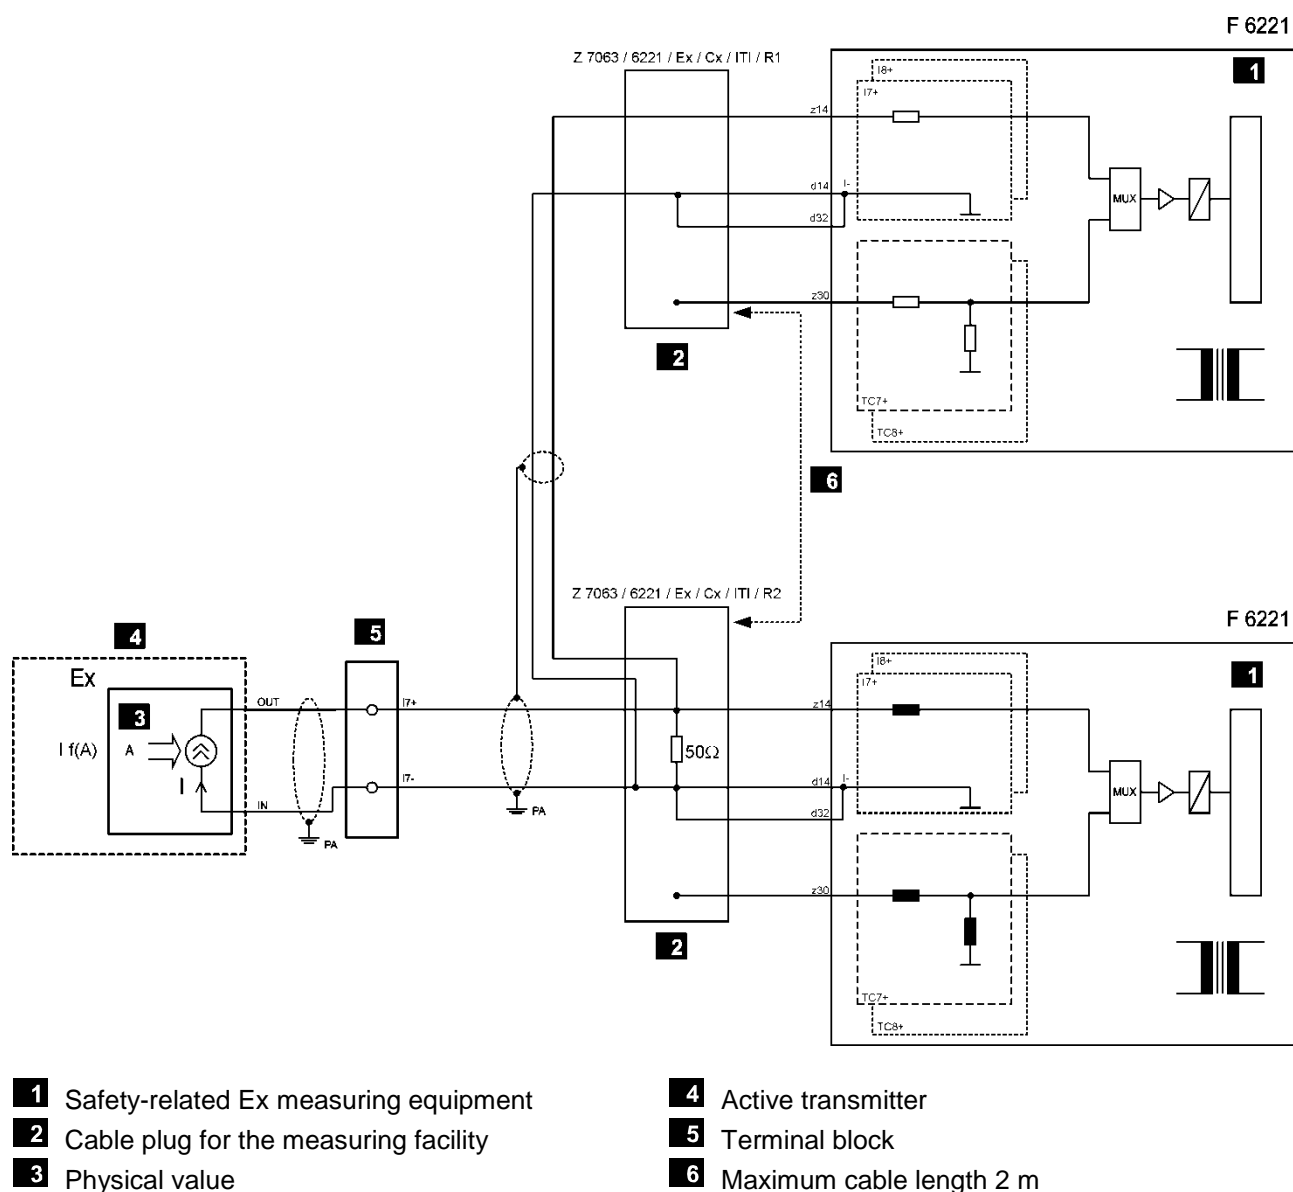 F 6221
Z 7063 / 6221 / Ex / Cx / ITI / R1
1
I8+
I7+
z14
d14
I-
d32
MUX
z30
2
TC7+
TC8+
6
Z 7063 / 6221 / Ex / Cx / ITI / R2
F 6221
4
5
1
Ex
I8+
I7+
OUT
I7+
z14
3
I f(A)
A
50Ω
I
I7-
d14
I-
MUX
IN
d32
PA
PA
z30
2
TC7+
TC8+
1 Safety-related Ex measuring equipment
2 Cable plug for the measuring facility
3 Physical value
4 Active transmitter
5 Terminal block
6 Maximum cable length 2 m